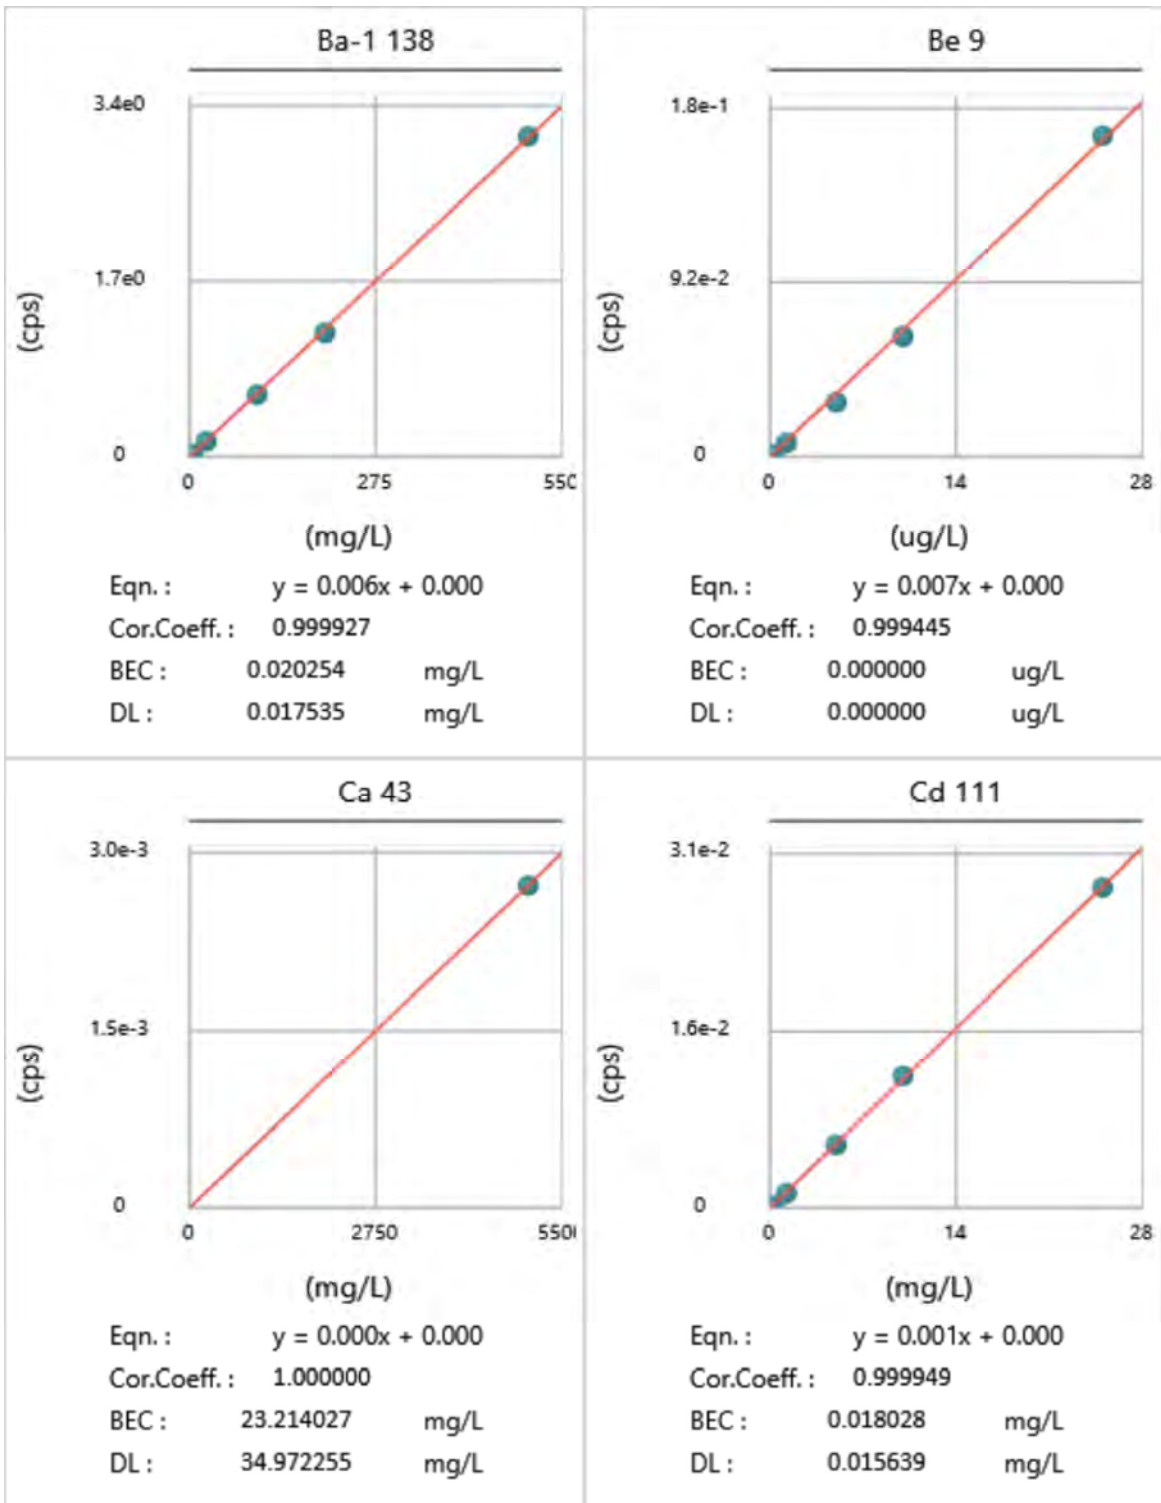 Ba-1 138
3.4e0
1.7e0
0
(cps)
0 275 550
(mg/L)
Eqn. : y = 0.006x + 0.000
Cor.Coeff. : 0.999927
BEC : 0.020254 mg/L
DL : 0.017535 mg/L
Be 9
1.8e-1
9.2e-2
0
(cps)
0 14 28
(ug/L)
Eqn. : y = 0.007x + 0.000
Cor.Coeff. : 0.999445
BEC : 0.000000 ug/L
DL : 0.000000 ug/L
Ca 43
3.0e-3
1.5e-3
0
(cps)
0 2750 5500
(mg/L)
Eqn. : y = 0.000x + 0.000
Cor.Coeff. : 1.000000
BEC : 23.214027 mg/L
DL : 34.972255 mg/L
Cd 111
3.1e-2
1.6e-2
0
(cps)
0 14 28
(mg/L)
Eqn. : y = 0.001x + 0.000
Cor.Coeff. : 0.999949
BEC : 0.018028 mg/L
DL : 0.015639 mg/L